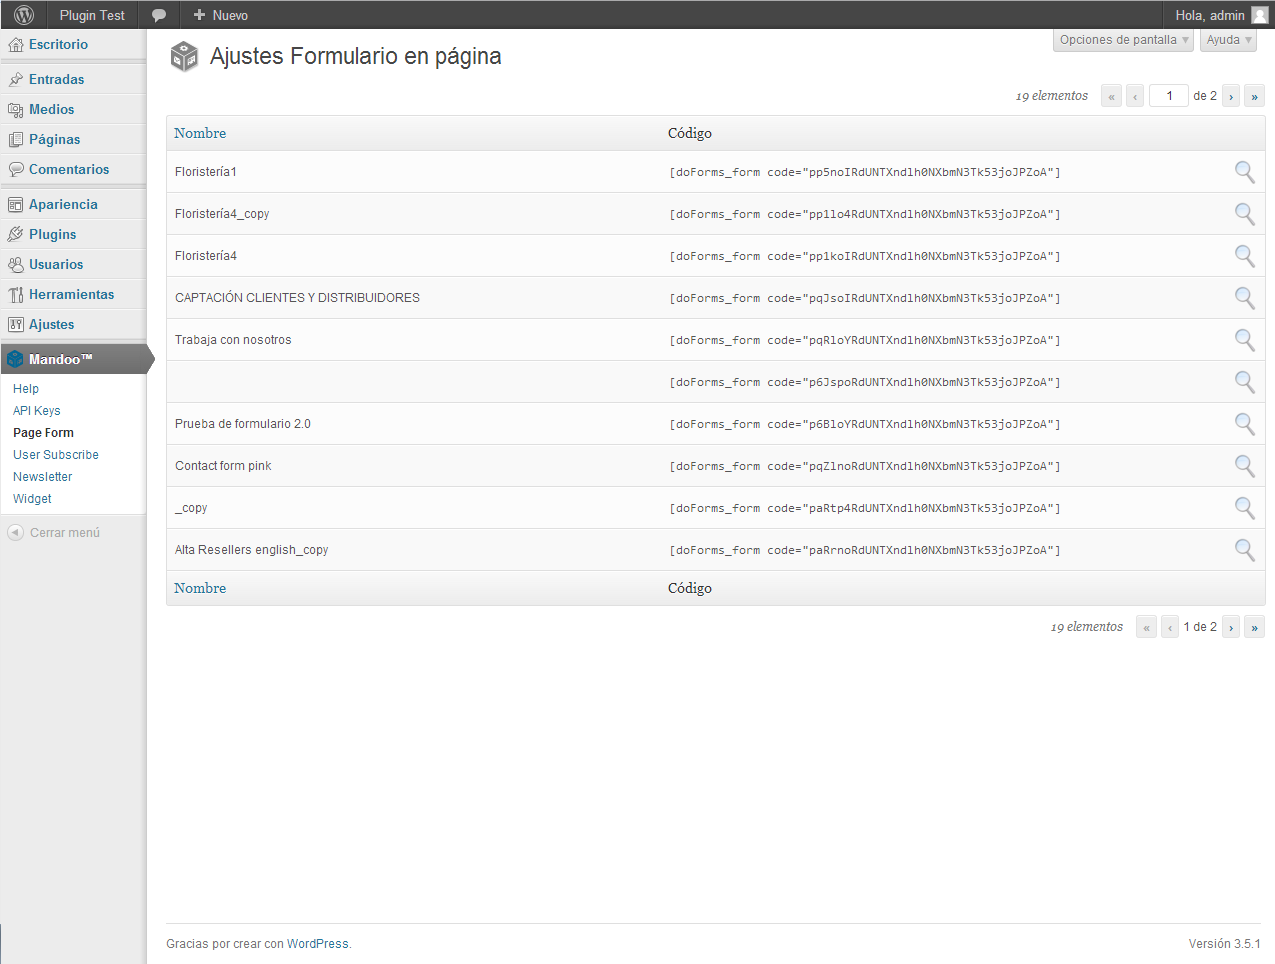 Plugin Test
Nuevo
Hola, admin
Escritorio
Entradas
Medios
Páginas
Comentarios
Apariencia
Plugins
Usuarios
Herramientas
Ajustes
Mandoo™
Help
API Keys
Page Form
User Subscribe
Newsletter
Widget
Cerrar menú
Opciones de pantalla
Ayuda
Ajustes Formulario en página
19 elementos « ‹ 1 de 2 › »
Nombre Código
Floristería1 [doForms_form code="pp5noIRdUNTXndlh0NXbmN3Tk53joJPZoA"]
Floristería4_copy [doForms_form code="pp1lo4RdUNTXndlh0NXbmN3Tk53joJPZoA"]
Floristería4 [doForms_form code="pp1koIRdUNTXndlh0NXbmN3Tk53joJPZoA"]
CAPTACIÓN CLIENTES Y DISTRIBUIDORES [doForms_form code="pqJsoIRdUNTXndlh0NXbmN3Tk53joJPZoA"]
Trabaja con nosotros [doForms_form code="pqRloYRdUNTXndlh0NXbmN3Tk53joJPZoA"]
[doForms_form code="p6JspoRdUNTXndlh0NXbmN3Tk53joJPZoA"]
Prueba de formulario 2.0 [doForms_form code="p6BloYRdUNTXndlh0NXbmN3Tk53joJPZoA"]
Contact form pink [doForms_form code="pqZlnoRdUNTXndlh0NXbmN3Tk53joJPZoA"]
_copy [doForms_form code="paRtp4RdUNTXndlh0NXbmN3Tk53joJPZoA"]
Alta Resellers english_copy [doForms_form code="paRrnoRdUNTXndlh0NXbmN3Tk53joJPZoA"]
Nombre Código
19 elementos « ‹ 1 de 2 › »
Gracias por crear con WordPress.
Versión 3.5.1